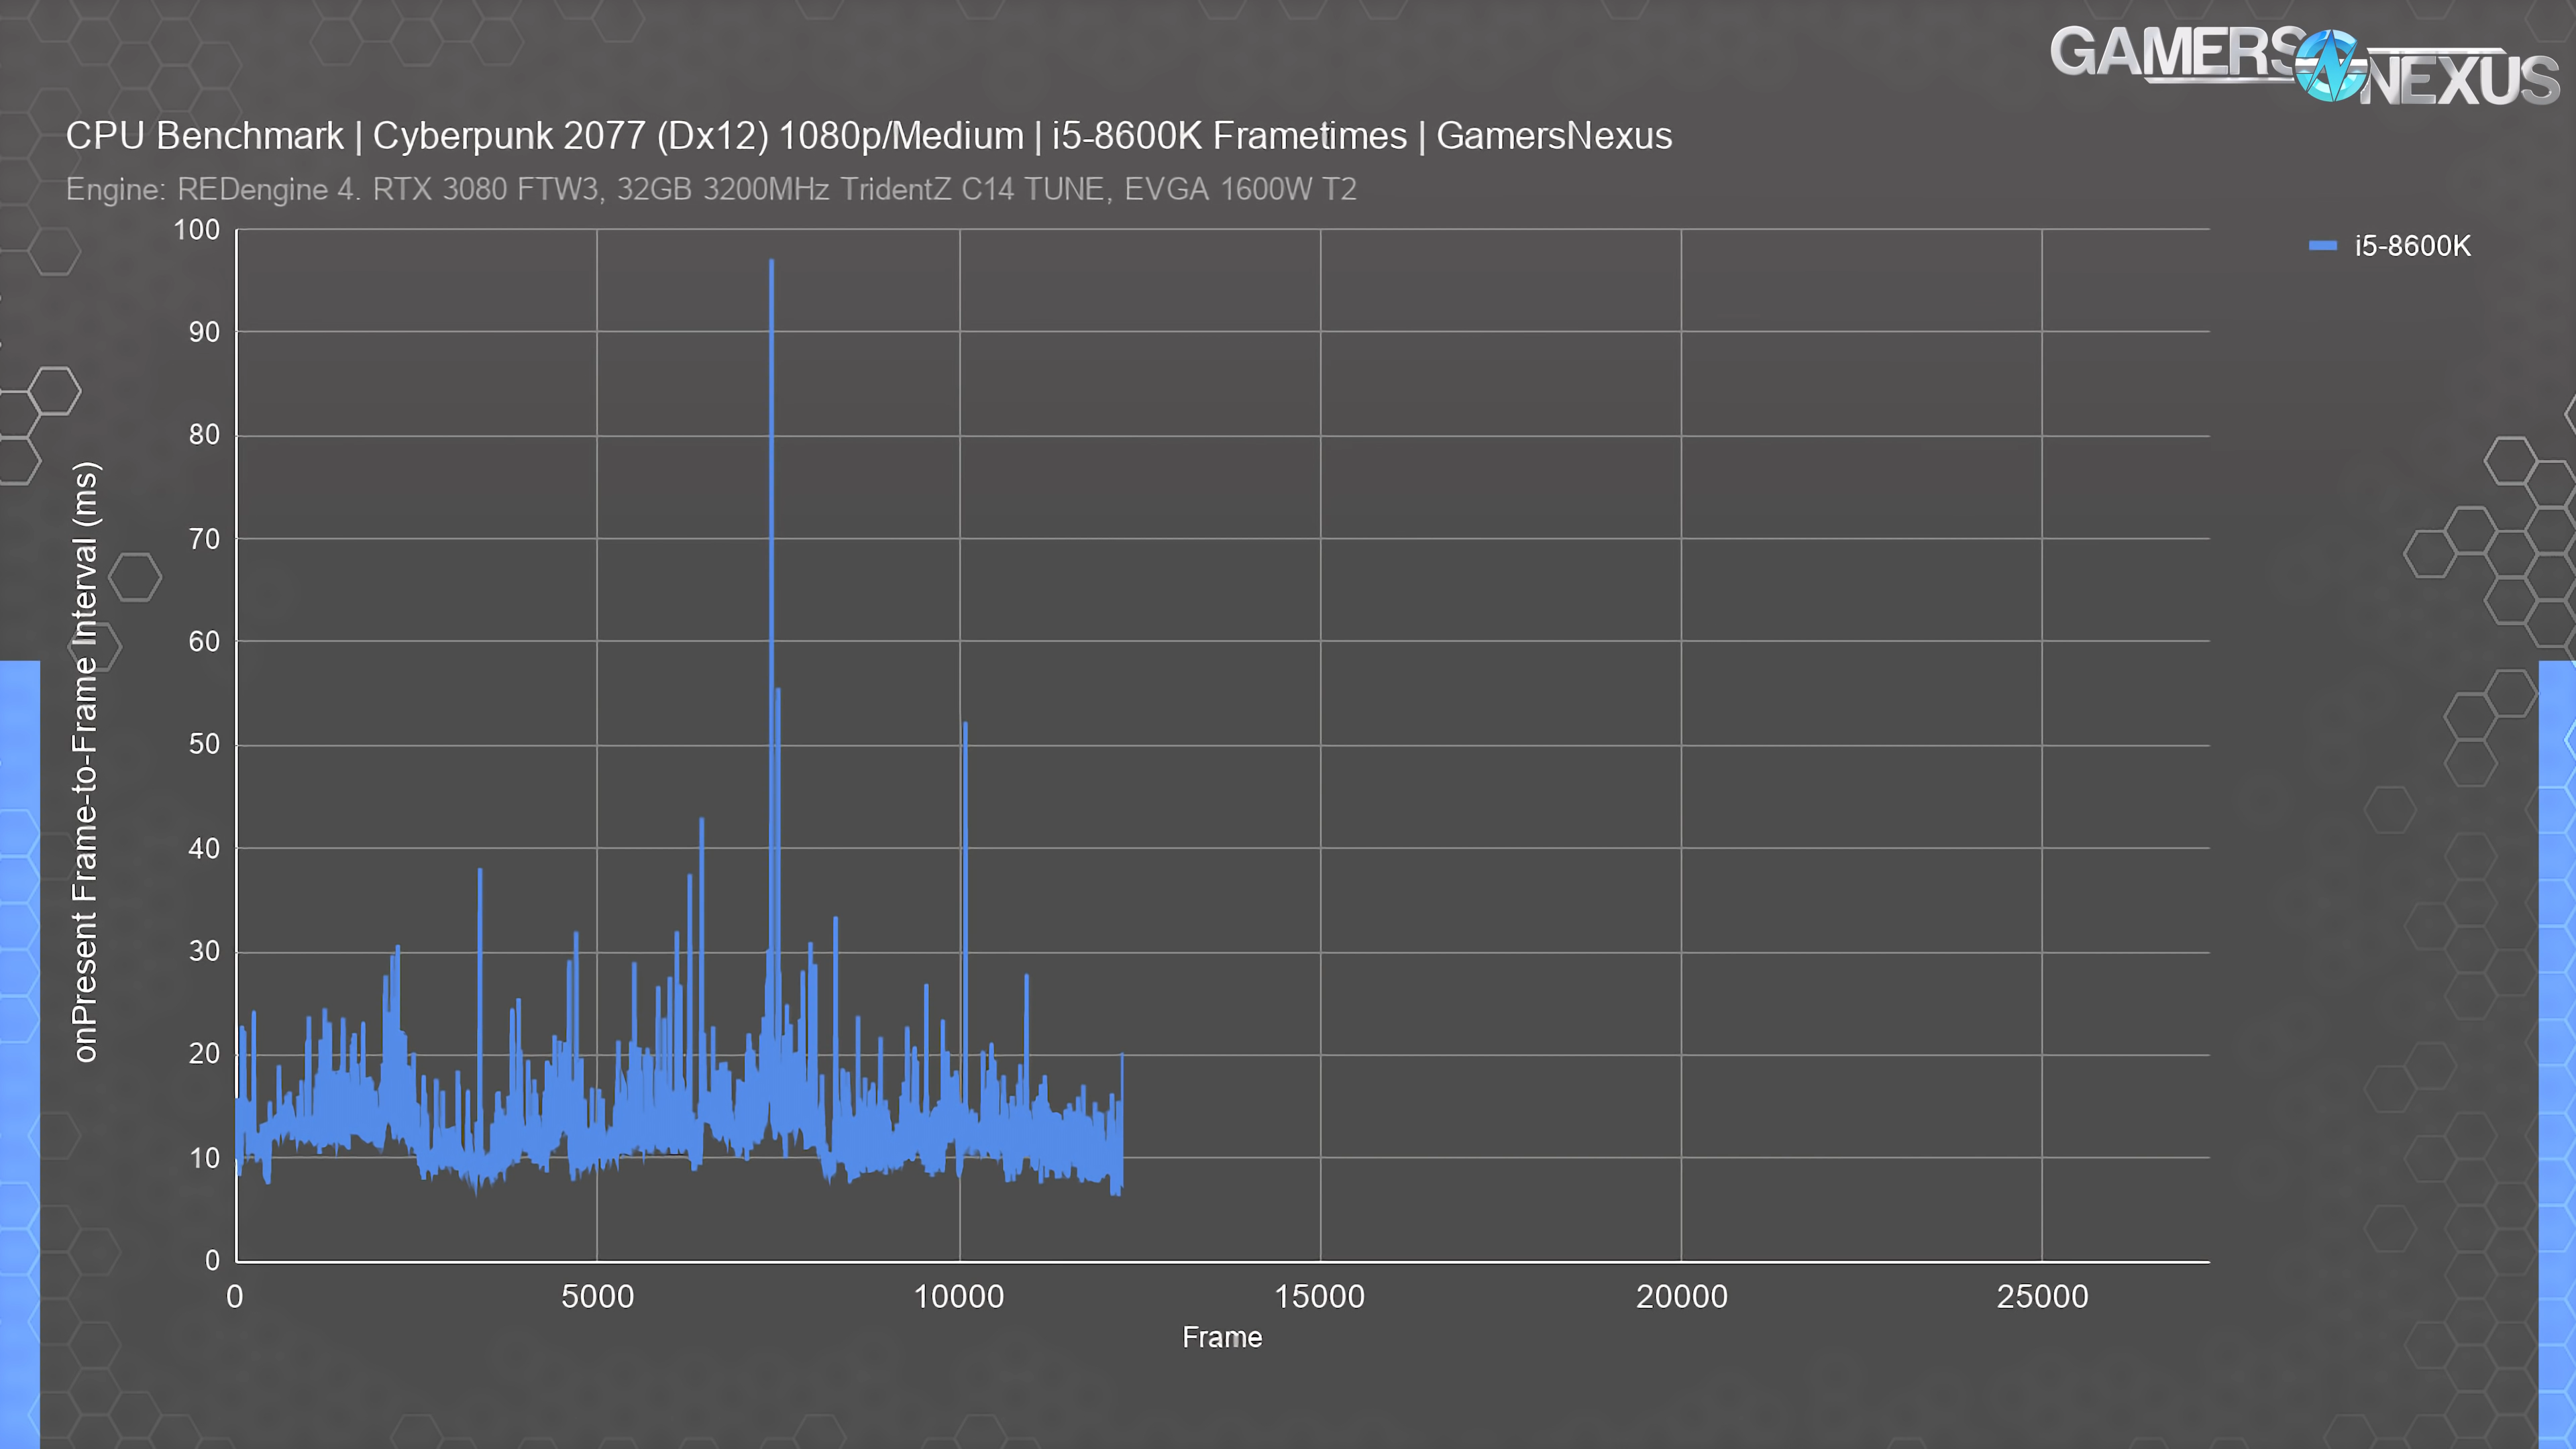 GAMERS NEXUS
CPU Benchmark | Cyberpunk 2077 (Dx12) 1080p/Medium | i5-8600K Frametimes | GamersNexus
Engine: REDengine 4. RTX 3080 FTW3, 32GB 3200MHz TridentZ C14 TUNE, EVGA 1600W T2
i5-8600K
onPresent Frame-to-Frame Interval (ms)
100
90
80
70
60
50
40
30
20
10
0
0 5000 10000 15000 20000 25000
Frame